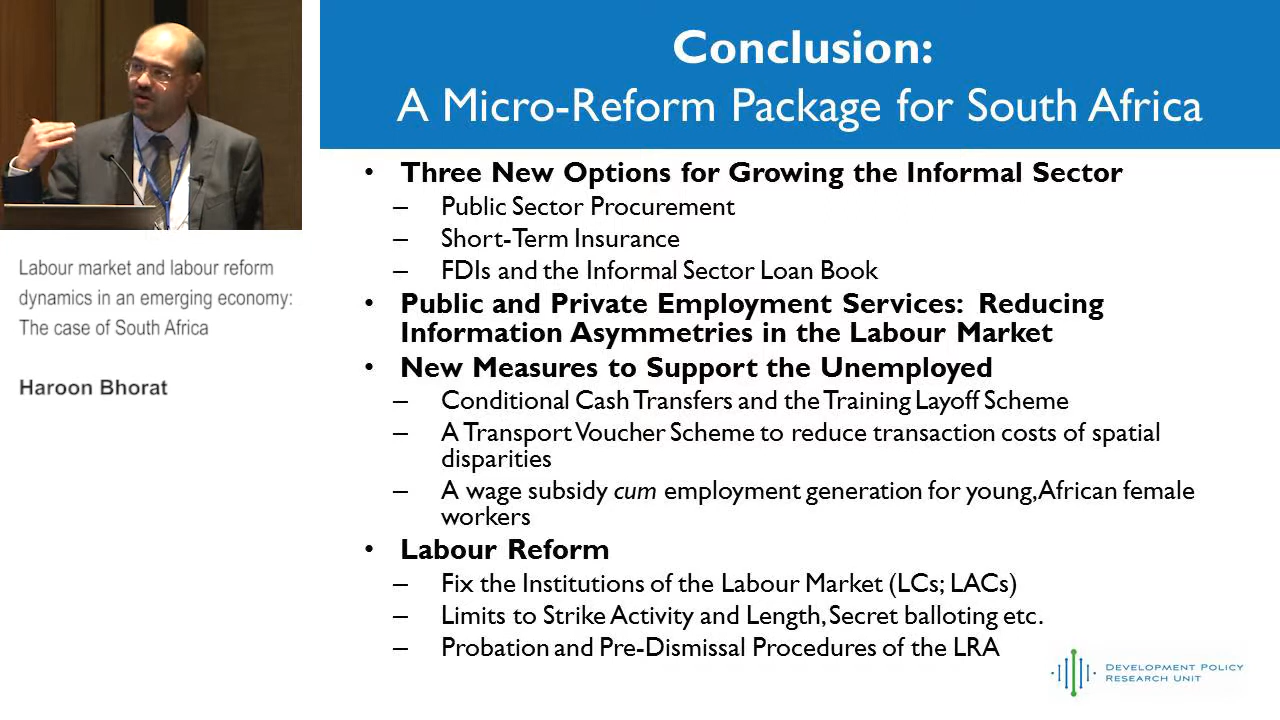 Conclusion:
A Micro-Reform Package for South Africa
Labour market and labour reform
dynamics in an emerging economy:
The case of South Africa
Haroon Bhorat
• Three New Options for Growing the Informal Sector
– Public Sector Procurement
– Short-Term Insurance
– FDIs and the Informal Sector Loan Book
• Public and Private Employment Services: Reducing
Information Asymmetries in the Labour Market
• New Measures to Support the Unemployed
– Conditional Cash Transfers and the Training Layoff Scheme
– A Transport Voucher Scheme to reduce transaction costs of spatial
disparities
– A wage subsidy cum employment generation for young, African female
workers
• Labour Reform
– Fix the Institutions of the Labour Market (LCs; LACs)
– Limits to Strike Activity and Length, Secret balloting etc.
– Probation and Pre-Dismissal Procedures of the LRA
DEVELOPMENT POLICY
RESEARCH UNIT